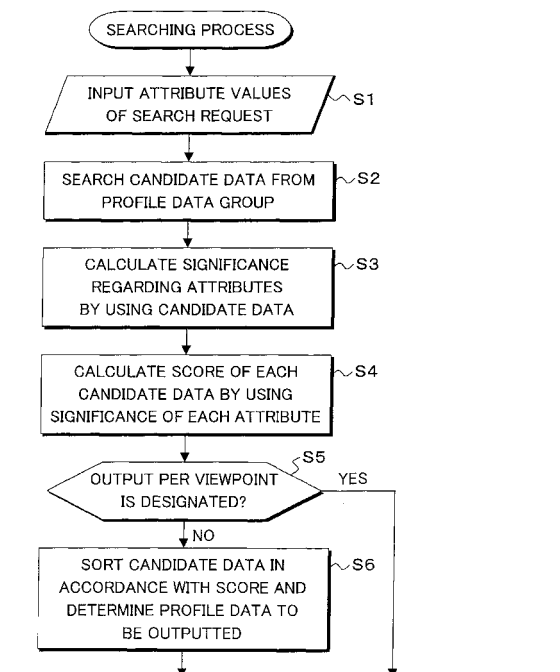 SEARCHING PROCESS
INPUT ATTRIBUTE VALUES
OF SEARCH REQUEST
S1
SEARCH CANDIDATE DATA FROM
PROFILE DATA GROUP
S2
CALCULATE SIGNIFICANCE
REGARDING ATTRIBUTES
BY USING CANDIDATE DATA
S3
CALCULATE SCORE OF EACH
CANDIDATE DATA BY USING
SIGNIFICANCE OF EACH ATTRIBUTE
S4
OUTPUT PER VIEWPOINT
IS DESIGNATED?
S5
YES
NO
SORT CANDIDATE DATA IN
ACCORDANCE WITH SCORE AND
DETERMINE PROFILE DATA TO
BE OUTPUTTED
S6